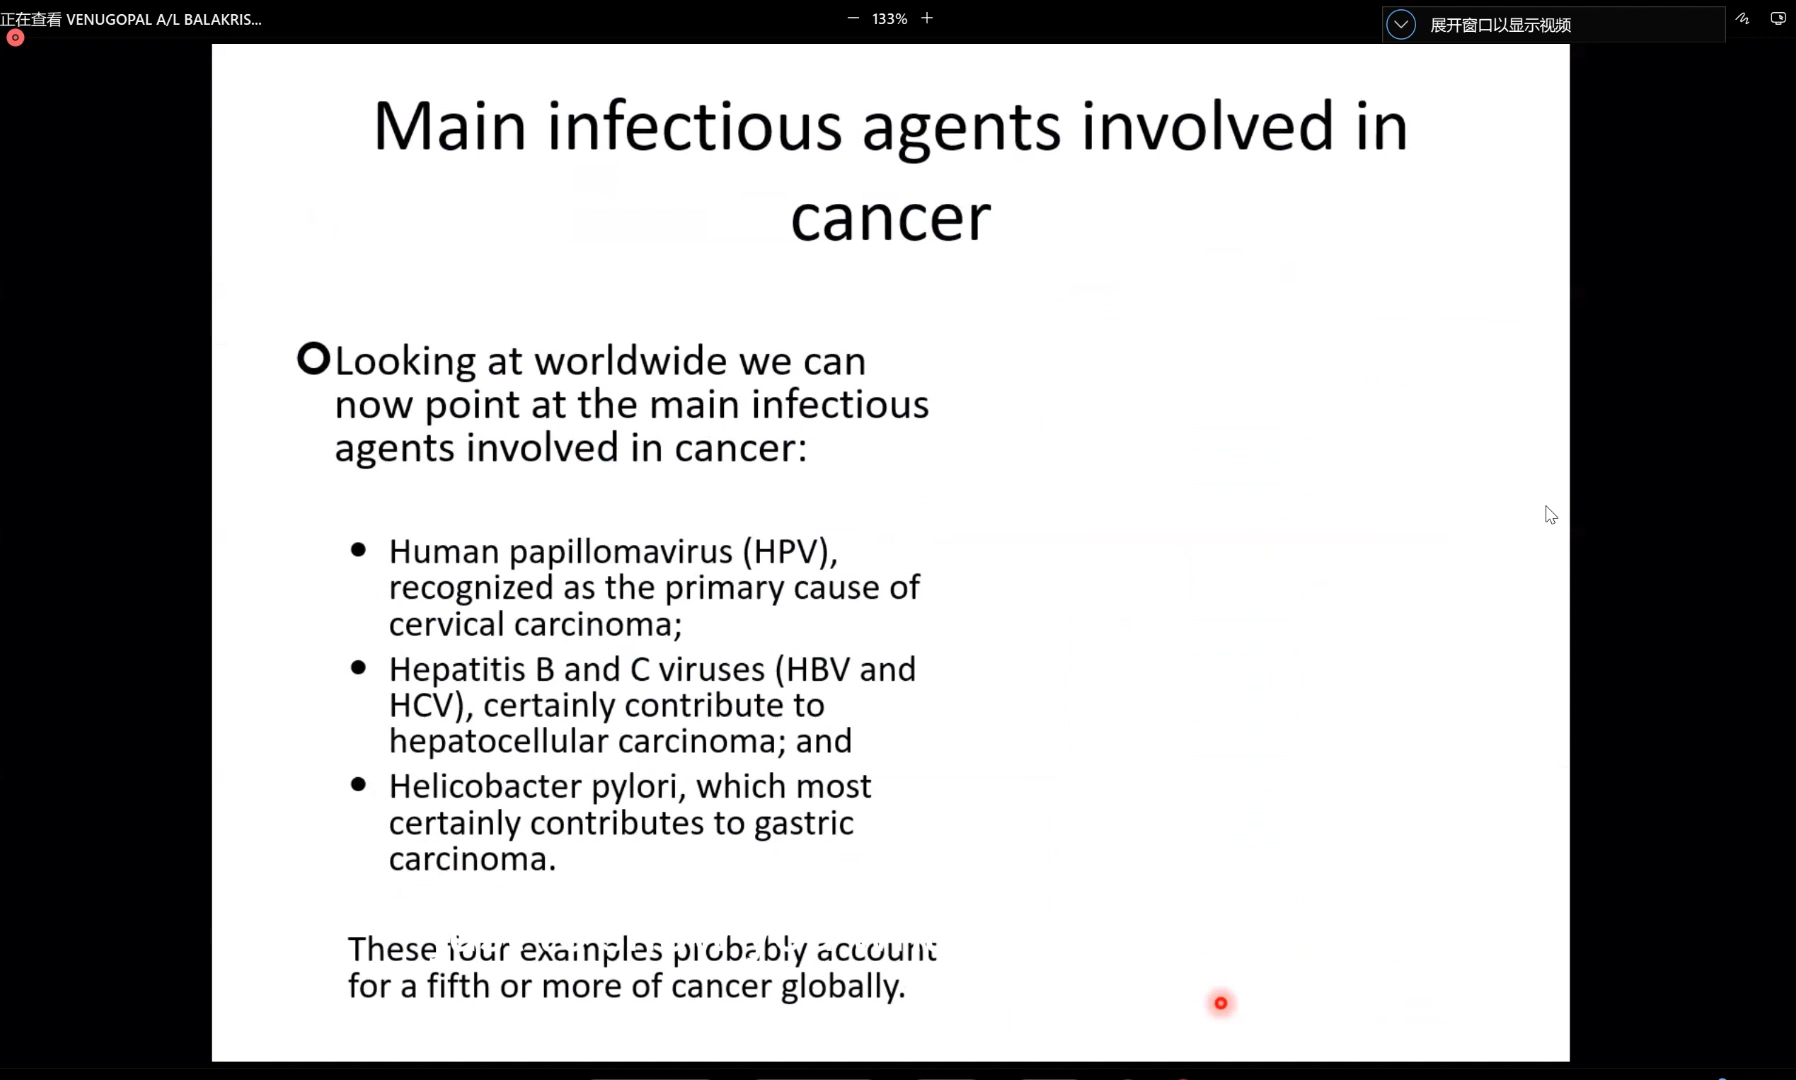 正在查看 VENUGOPAL A/L BALAKRIS...
133%
展开窗口以显示视频
Main infectious agents involved in
cancer
Looking at worldwide we can
now point at the main infectious
agents involved in cancer:
Human papillomavirus (HPV),
recognized as the primary cause of
cervical carcinoma;
Hepatitis B and C viruses (HBV and
HCV), certainly contribute to
hepatocellular carcinoma; and
Helicobacter pylori, which most
certainly contributes to gastric
carcinoma.
These four examples probably account
for a fifth or more of cancer globally.